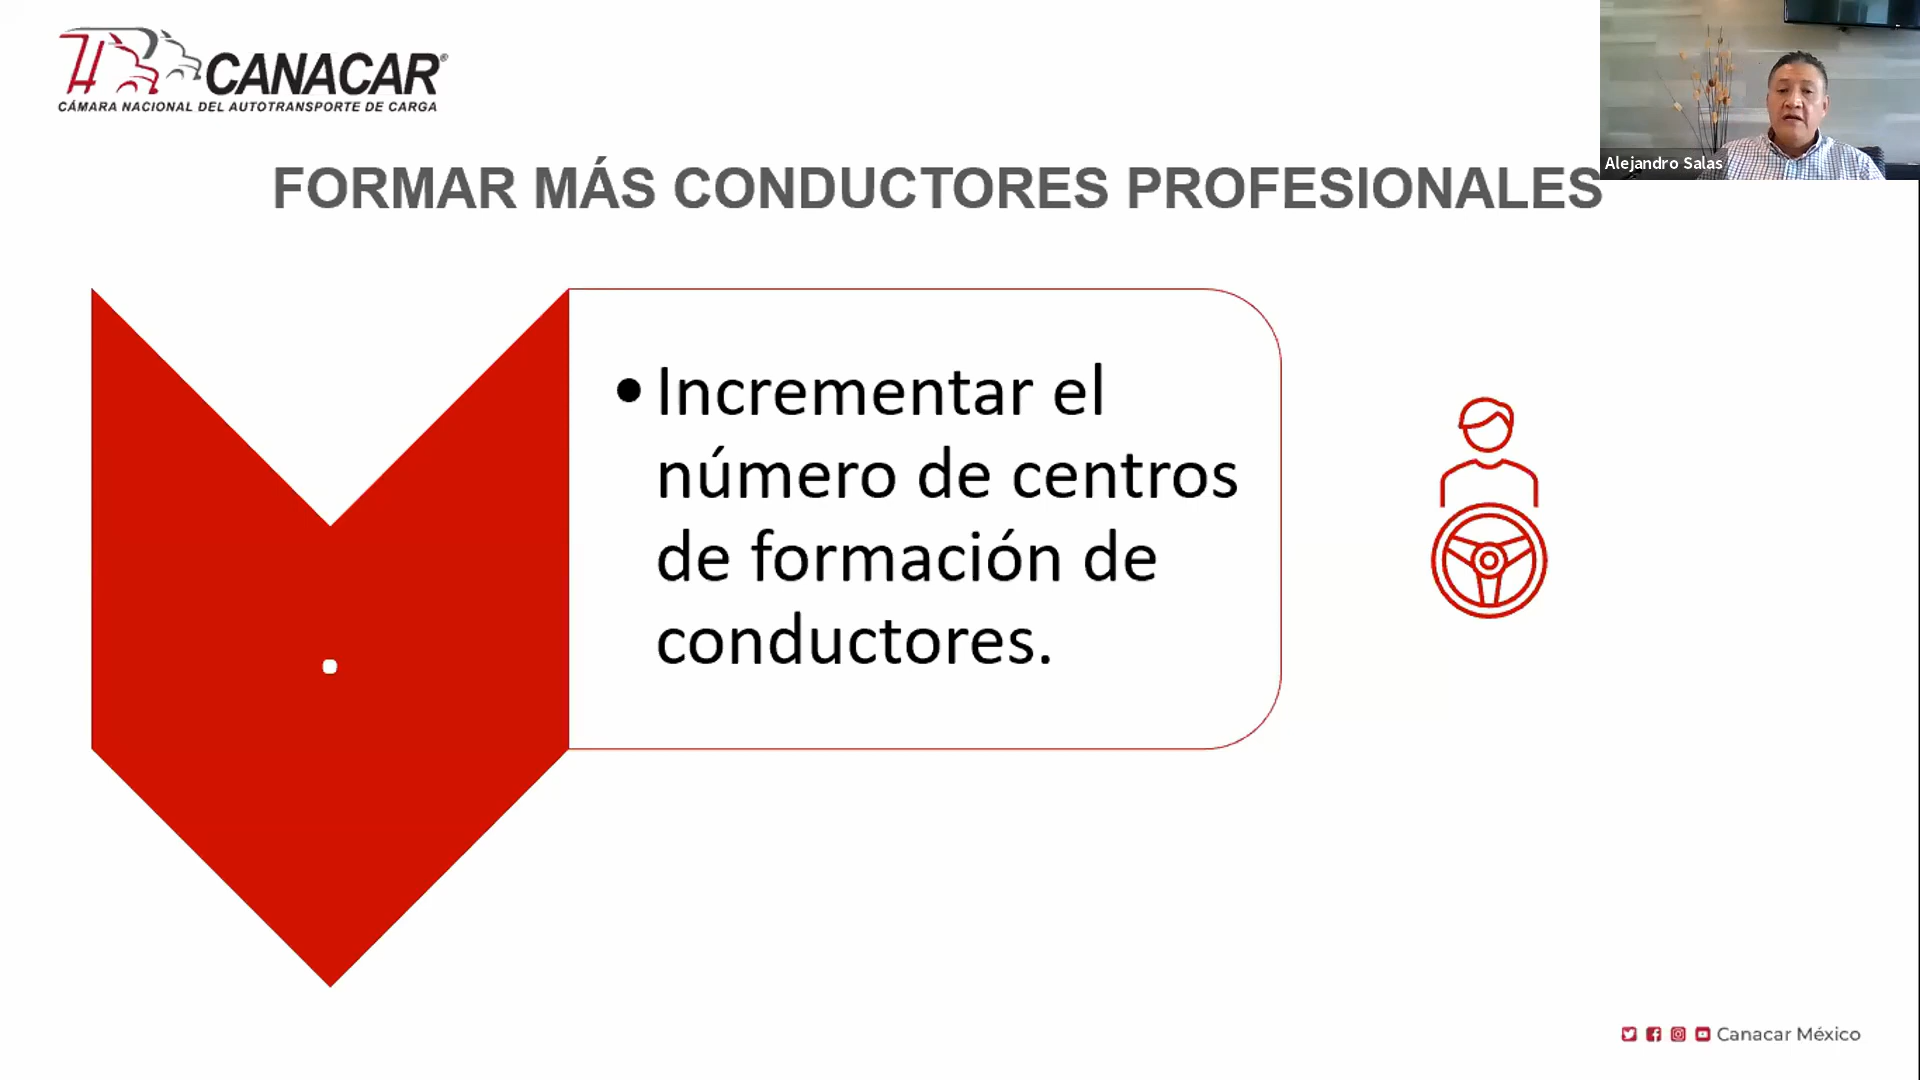 CANACAR®
CÁMARA NACIONAL DEL AUTOTRANSPORTE DE CARGA
Alejandro Salas
FORMAR MÁS CONDUCTORES PROFESIONALES
• Incrementar el
número de centros
de formación de
conductores.
Canacar México